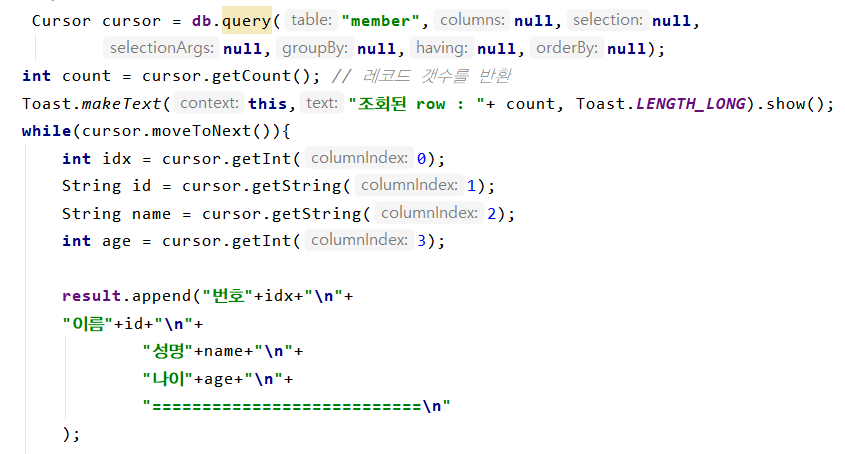 Cursor cursor = db.query( table: "member", columns: null, selection: null,
selectionArgs: null, groupBy: null, having: null, orderBy: null);
int count = cursor.getCount(); // 레코드 갯수를 반환
Toast.makeText( context: this, text: "조회된 row : "+ count, Toast.LENGTH_LONG).show();
while(cursor.moveToNext()){
int idx = cursor.getInt( columnIndex: 0);
String id = cursor.getString( columnIndex: 1);
String name = cursor.getString( columnIndex: 2);
int age = cursor.getInt( columnIndex: 3);
result.append("번호"+idx+"\n"+
"이름"+id+"\n"+
"성명"+name+"\n"+
"나이"+age+"\n"+
"===========================\n"
);